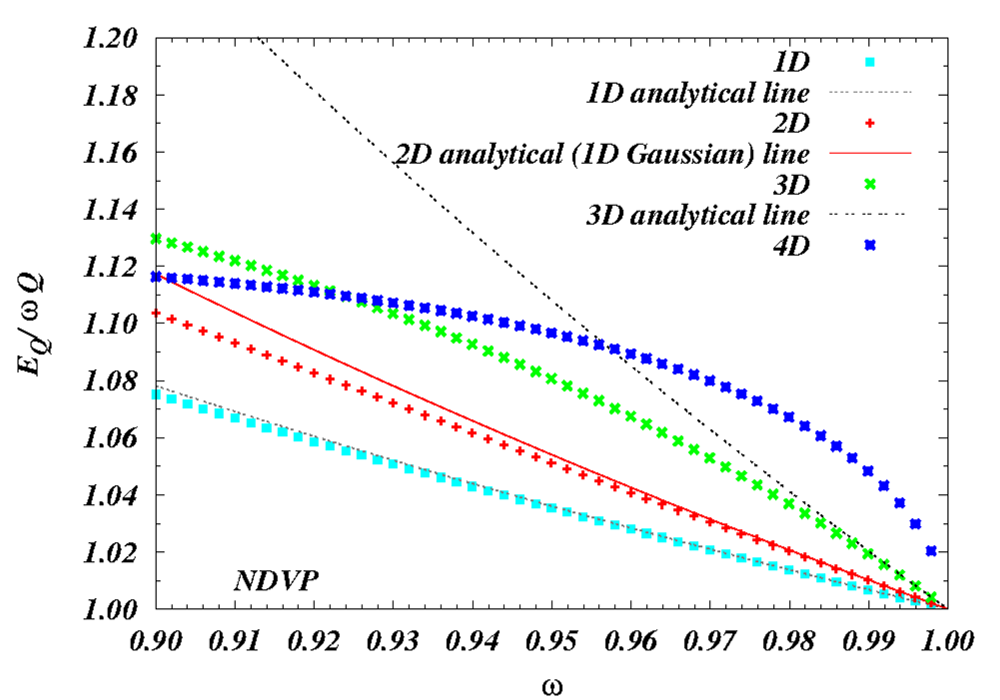 1.20
1.18
1.16
1.14
1.12
1.10
1.08
1.06
1.04
1.02
1.00
E_Q/ωQ
1D
1D analytical line
2D
2D analytical (1D Gaussian) line
3D
3D analytical line
4D
NDVP
0.90 0.91 0.92 0.93 0.94 0.95 0.96 0.97 0.98 0.99 1.00
ω